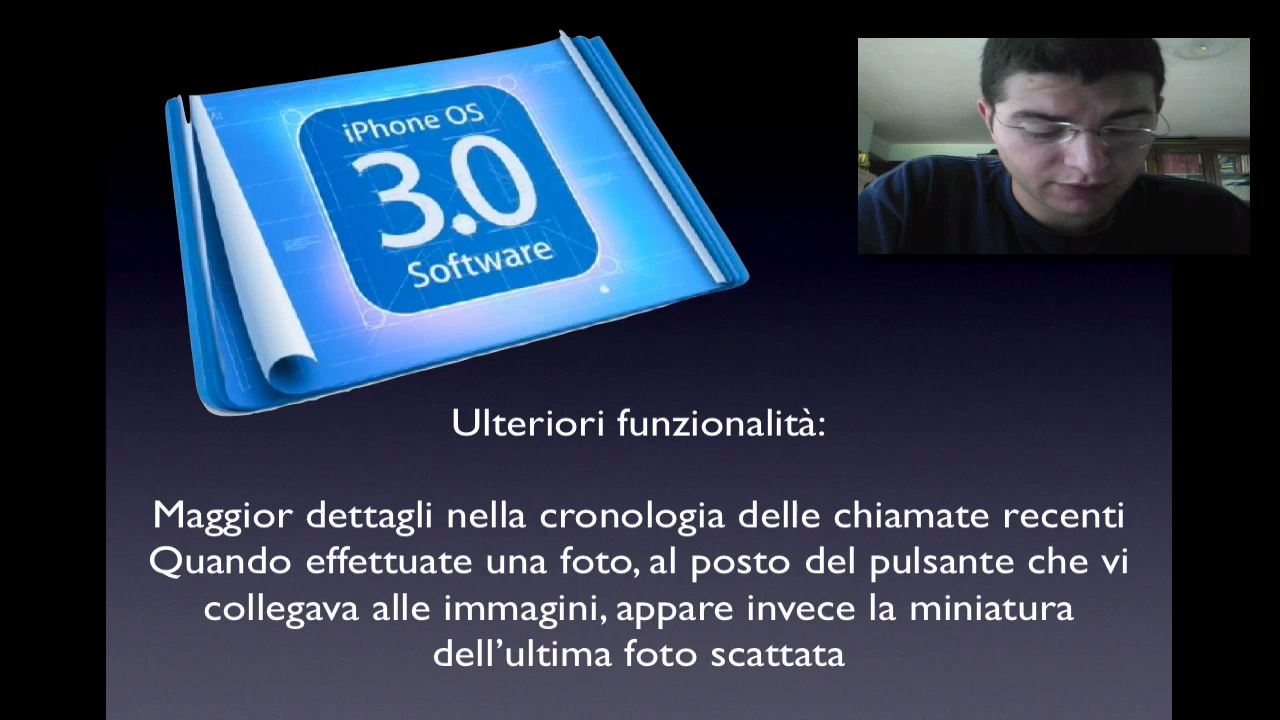 iPhone OS
3.0
Software
Ulteriori funzionalità:
Maggior dettagli nella cronologia delle chiamate recenti
Quando effettuate una foto, al posto del pulsante che vi
collegava alle immagini, appare invece la miniatura
dell’ultima foto scattata